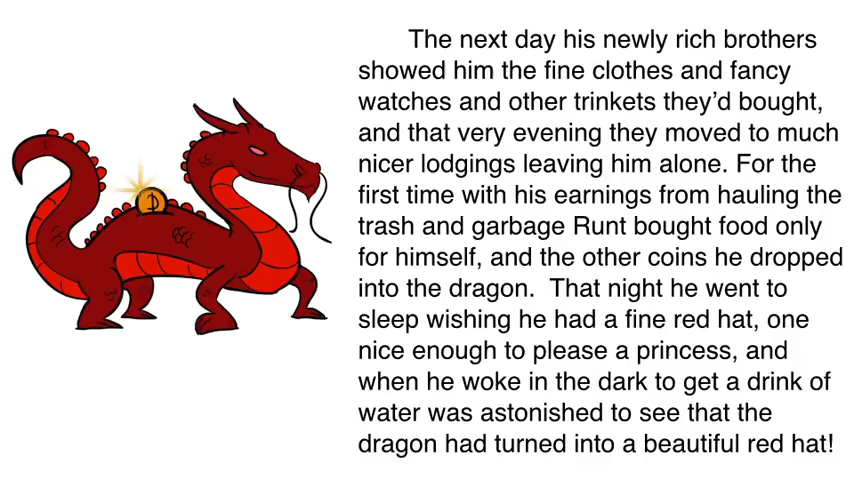 The next day his newly rich brothers
showed him the fine clothes and fancy
watches and other trinkets they’d bought,
and that very evening they moved to much
nicer lodgings leaving him alone. For the
first time with his earnings from hauling the
trash and garbage Runt bought food only
for himself, and the other coins he dropped
into the dragon.  That night he went to
sleep wishing he had a fine red hat, one
nice enough to please a princess, and
when he woke in the dark to get a drink of
water was astonished to see that the
dragon had turned into a beautiful red hat!